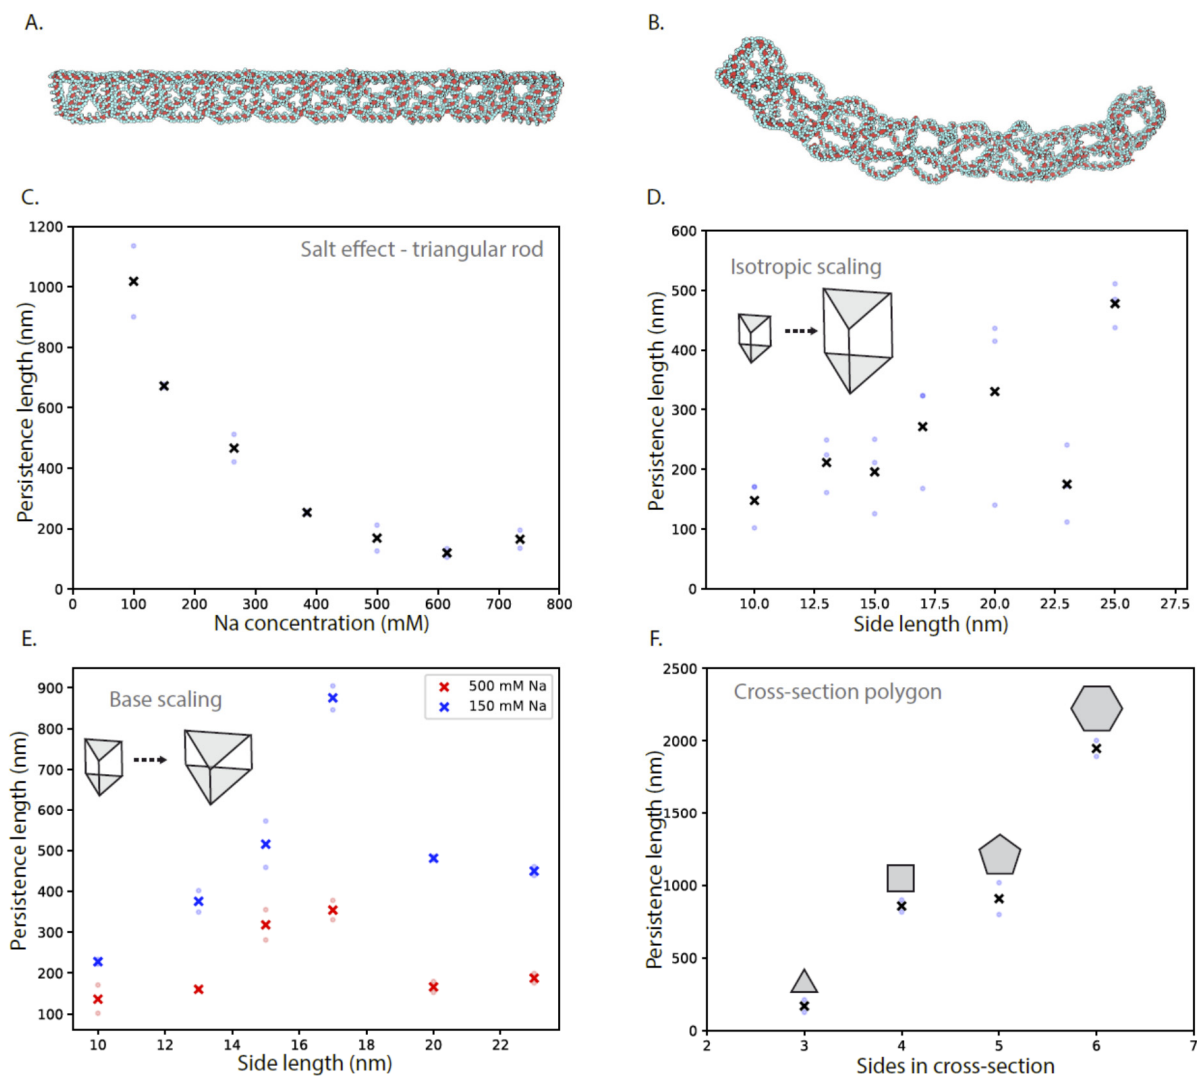 A.
B.
C.
1200
1000
800
600
400
200
0
0 100 200 300 400 500 600 700 800
Persistence length (nm)
Salt effect - triangular rod
Na concentration (mM)
D.
600
500
400
300
200
100
0
10.0 12.5 15.0 17.5 20.0 22.5 25.0 27.5
Persistence length (nm)
Isotropic scaling
Side length (nm)
E.
900
800
700
600
500
400
300
200
100
10 12 14 16 18 20 22
Persistence length (nm)
Base scaling
500 mM Na
150 mM Na
Side length (nm)
F.
2500
2000
1500
1000
500
0
2 3 4 5 6 7
Persistence length (nm)
Cross-section polygon
Sides in cross-section